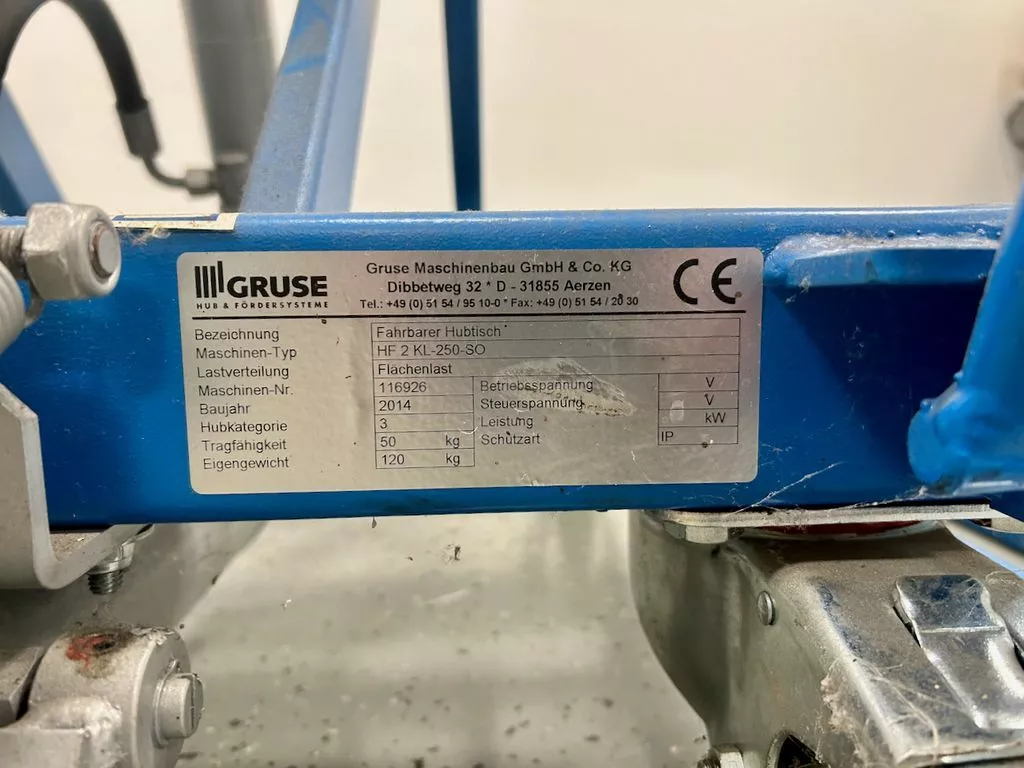 GRUSE
HUB & FÖRDERSYSTEME
Gruse Maschinenbau GmbH & Co. KG
Dibbetweg 32 * D - 31855 Aerzen
Tel.: +49 (0) 51 54 / 95 10-0 * Fax: +49 (0) 51 54 / 20 30
CE
Bezeichnung Fahrbarer Hubtisch
Maschinen-Typ HF 2 KL-250-SO
Lastverteilung Flächenlast
Maschinen-Nr. 116926 Betriebsspannung V
Baujahr 2014 Steuerspannung V
Hubkategorie 3 Leistung kW
Tragfähigkeit 50 kg Schutzart IP
Eigengewicht 120 kg